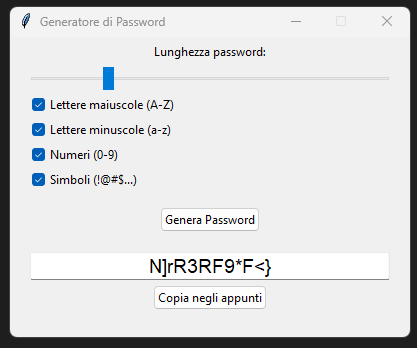 Generatore di Password
Lunghezza password:
Lettere maiuscole (A-Z)
Lettere minuscole (a-z)
Numeri (0-9)
Simboli (!@#$...)
Genera Password
N]rR3RF9*F<}
Copia negli appunti